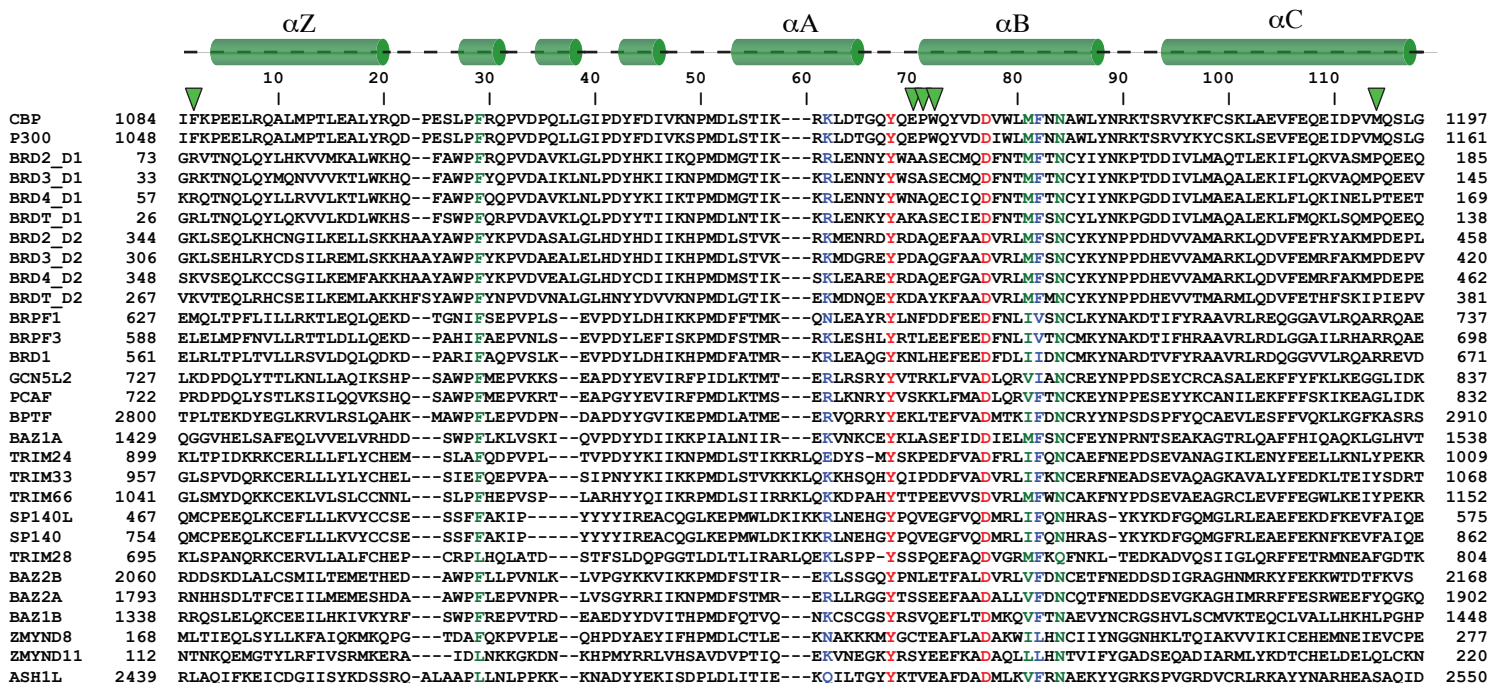 αZ αA αB αC
10 20 30 40 50 60 70 80 90 100 110
CBP 1084 IFKPEELRQALMPTLEALYRQD-PESLPFRQPVDPQLLGIPDYFDIVKNPMDLSTIK---RKLDTGQYQEPWQYVDDVWLMFNNAWLYNRKTSRVYKFCSKLAEVFEQEIDPVMQSLG 1197
P300 1048 IFKPEELRQALMPTLEALYRQD-PESLPFRQPVDPQLLGIPDYFDIVKSPMDLSTIK---RKLDTGQYQEPWQYVDDIWLMFNNAWLYNRKTSRVYKYCSKLSEVFEQEIDPVMQSLG 1161
BRD2_D1 73 GRVTNQLQYLHKVVMKALWKHQ--FAWPFRQPVDAVKLGLPDYHKIIKQPMDMGTIK---RRLENNYYWAASECMQDFNTMFTNCYIYNKPTDDIVLMAQTLEKIFLQKVASMPQEEQ 185
BRD3_D1 33 GRKTNQLQYMQNVVVKTLWKHQ--FAWPFYQPVDAIKLNLPDYHKIIKNPMDMGTIK---KRLENNYYWSASECMQDFNTMFTNCYIYNKPTDDIVLMAQALEKIFLQKVAQMPQEEV 145
BRD4_D1 57 KRQTNQLQYLLRVVLKTLWKHQ--FAWPFQQPVDAVKLNLPDYYKIIKTPMDMGTIK---KRLENNYYWNAQECIQDFNTMFTNCYIYNKPGDDIVLMAEALEKLFLQKINELPTEET 169
BRDT_D1 26 GRLTNQLQYLQKVVLKDLWKHS--FSWPFQRPVDAVKLQLPDYYTIIKNPMDLNTIK---KRLENKYYAKASECIEDFNTMFSNCYLYNKPGDDIVLMAQALEKLFMQKLSQMPQEEQ 138
BRD2_D2 344 GKLSEQLKHCNGILKELLSKKHAAYAWPFYKPVDASALGLHDYHDIIKHPMDLSTVK---RKMENRDYRDAQEFAADVRLMFSNCYKYNPPDHDVVAMARKLQDVFEFRYAKMPDEPL 458
BRD3_D2 306 GKLSEHLRYCDSILREMLSKKHAAYAWPFYKPVDAEALELHDYHDIIKHPMDLSTVK---RKMDGREYPDAQGFAADVRLMFSNCYKYNPPDHEVVAMARKLQDVFEMRFAKMPDEPV 420
BRD4_D2 348 SKVSEQLKCCSGILKEMFAKKHAAYAWPFYKPVDVEALGLHDYCDIIKHPMDMSTIK---SKLEAREYRDAQEFGADVRLMFSNCYKYNPPDHEVVAMARKLQDVFEMRFAKMPDEPE 462
BRDT_D2 267 VKVTEQLRHCSEILKEMLAKKHFSYAWPFYNPVDVNALGLHNYYDVVKNPMDLGTIK---EKMDNQEYKDAYKFAADVRLMFMNCYKYNPPDHEVVTMARMLQDVFETHFSKIPIEPV 381
BRPF1 627 EMQLTPFLILLRKTLEQLQEKD--TGNIFSEPVPLS--EVPDYLDHIKKPMDFFTMK---QNLEAYRYLNFDDFEEDFNLIVSNCLKYNAKDTIFYRAAVRLREQGGAVLRQARRQAE 737
BRPF3 588 ELELMPFNVLLRTTLDLLQEKD--PAHIFAEPVNLS--EVPDYLEFISKPMDFSTMR---RKLESHLYRTLEEFEEDFNLIVTNCMKYNAKDTIFHRAAVRLRDLGGAILRHARRQAE 698
BRD1 561 ELRLTPLTVLLRSVLDQLQDKD--PARIFAQPVSLK--EVPDYLDHIKHPMDFATMR---KRLEAQGYKNLHEFEEDFDLIIDNCMKYNARDTVFYRAAVRLRDQGGVVLRQARREVD 671
GCN5L2 727 LKDPDQLYTTLKNLLAQIKSHP--SAWPFMEPVKKS--EAPDYYEVIRFPIDLKTMT---ERLRSRYYVTRKLFVADLQRVIANCREYNPPDSEYCRCASALEKFFYFKLKEGGLIDK 837
PCAF 722 PRDPDQLYSTLKSILQQVKSHQ--SAWPFMEPVKRT--EAPGYYEVIRFPMDLKTMS---ERLKNRYYVSKKLFMADLQRVFTNCKEYNPPESEYYKCANILEKFFFSKIKEAGLIDK 832
BPTF 2800 TPLTEKDYEGLKRVLRSLQAHK--MAWPFLEPVDPN--DAPDYYGVIKEPMDLATME---ERVQRRYYEKLTEFVADMTKIFDNCRYYNPSDSPFYQCAEVLESFFVQKLKGFKASRS 2910
BAZ1A 1429 QGGVHELSAFEQLVVELVRHDD---SWPFLKLVSKI--QVPDYYDIIKKPIALNIIR---EKVNKCEYKLASEFIDDIELMFSNCFEYNPRNTSEAKAGTRLQAFFHIQAQKLGLHVT 1538
TRIM24 899 KLTPIDKRKCERLLLFLYCHEM---SLAFQDPVPL--TVPDYYKIIKNPMDLSTIKKRLQEDYS-MYSKPEDFVADFRLIFQNCAEFNEPDSEVANAGIKLENYFEELLKNLYPEKR 1009
TRIM33 957 GLSPVDQRKCERLLLYLYCHEL---SIEFQEPVPA--SIPNYYKIIKKPMDLSTVKKKLQKKHSQHYQIPDDFVADVRLIFKNCERFNEADSEVAQAGKAVALYFEDKLTEIYSDRT 1068
TRIM66 1041 GLSMYDQKKCEKLVLSLCCNNL---SLPFHEPVSP--LARHYYQIIKRPMDLSIIRRKLQKKDPAHYTTPEEVVSDVRLMFWNCAKFNYPDSEVAEAGRCLEVFFEGWLKEIYPEKR 1152
SP140L 467 QMCPEEQLKCEFLLLKVYCCSE---SSFFAKIP-----YYYYIREACQGLKEPMWLDKIKKRLNEHGYPQVEGFVQDMRLIFQNHRAS-YKYKDFGQMGLRLEAEFEKDFKEVFAIQE 575
SP140 754 QMCPEEQLKCEFLLLKVYCCSE---SSFFAKIP-----YYYYIREACQGLKEPMWLDKIKKRLNEHGYPQVEGFVQDMRLIFQNHRAS-YKYKDFGQMGFRLEAEFEKNFKEVFAIQE 862
TRIM28 695 KLSPANQRKCERVLLALFCHEP---CRPLHQLATD--STFSLDQPGGTLDLTLIRARLQEKLSPP-YSSPQEFAQDVGRMFKQFNKL-TEDKADVQSIIGLQRFFETRMNEAFGDTK 804
BAZ2B 2060 RDDSKDLALCSMILTEMETHED---AWPFLLPVNLK--LVPGYKKVIKKPMDFSTIR---EKLSSGQYPNLETFALDVRLVFDNCETFNEDDSDIGRAGHNMRKYFEKKWTDTFKVS 2168
BAZ2A 1793 RNHHSDLTFCEIILMEMESHDA---AWPFLEPVNPR--LVSGYRRIIKNPMDFSTMR---ERLLRGGYTSSEEFAADALLVFDNCQTFNEDDSEVGKAGHIMRRFFESRWEEFYQGKQ 1902
BAZ1B 1338 RRQSLELQKCEEILHKIVKYRF---SWPFREPVTRD--EAEDYYDVITHPMDFQTVQ---NKCSCGSYRSVQEFLTDMKQVFTNAEVYNCRGSHVLSCMVKTEQCLVALLHKHLPGHP 1448
ZMYND8 168 MLTIEQLSYLLKFAIQKMKQPG---TDAFQKPVPLE--QHPDYAEYIFHPMDLCTLE---KNAKKKMYGCTEAFLADAKWILHNCIIYNGGNHKLTQIAKVVIKICEHEMNEIEVCPE 277
ZMYND11 112 NTNKQEMGTYLRFIVSRMKERA---IDLNKKGKDN--KHPMYRRLVHSAVDVPTIQ---EKVNEGKYRSYEEFKADAQLLLHNTVIFYGADSEQADIARMLYKDTCHELDELQLCKN 220
ASH1L 2439 RLAQIFKEICDGIISYKDSSRQ-ALAAPLLNLPPKK--KNADYYEKISDPLDLITIE---KQILTGYYKTVEAFDADMLKVFRNAEKYYGRKSPVGRDVCRLRKAYYNARHEASAQID 2550